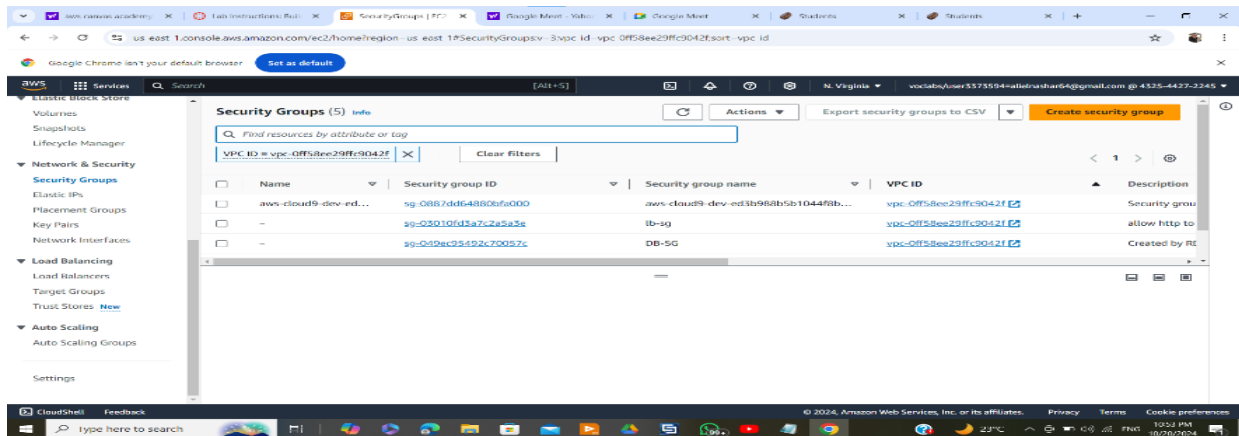 aws canvas academy
Lab Instructions: Buil
SecurityGroups | EC2
Google Meet - Yahoo
Google Meet
Students
Students
us-east-1.console.aws.amazon.com/ec2/home?region=us-east-1#SecurityGroups:v=3;vpc-id=vpc-0ff58ee29ffc9042f;sort=vpc-id
Google Chrome isn't your default browser Set as default
aws Services Search [Alt+S] N. Virginia voclabs/user3373594=allelnashar64@gmail.com @ 4325-4427-2245
Elastic Block Store
Volumes
Snapshots
Lifecycle Manager
Network & Security
Security Groups
Elastic IPs
Placement Groups
Key Pairs
Network Interfaces
Load Balancing
Load Balancers
Target Groups
Trust Stores New
Auto Scaling
Auto Scaling Groups
Settings
Security Groups (5) Info Actions Export security groups to CSV Create security group
Find resources by attribute or tag
VPC ID = vpc-0ff58ee29ffc9042f Clear filters 1
Name Security group ID Security group name VPC ID Description
aws-cloud9-dev-ed... sg-0887dd64880bfa000 aws-cloud9-dev-ed3b988b5b1044f8b... vpc-0ff58ee29ffc9042f Security grou
– sg-03010fd3a7c2a5a3e lb-sg vpc-0ff58ee29ffc9042f allow http to
– sg-049ec95492c70057c DB-SG vpc-0ff58ee29ffc9042f Created by RD
CloudShell Feedback © 2024, Amazon Web Services, Inc. or its affiliates. Privacy Terms Cookie preferences
Type here to search 99+ 23°C ENG 10:53 PM
10/20/2024